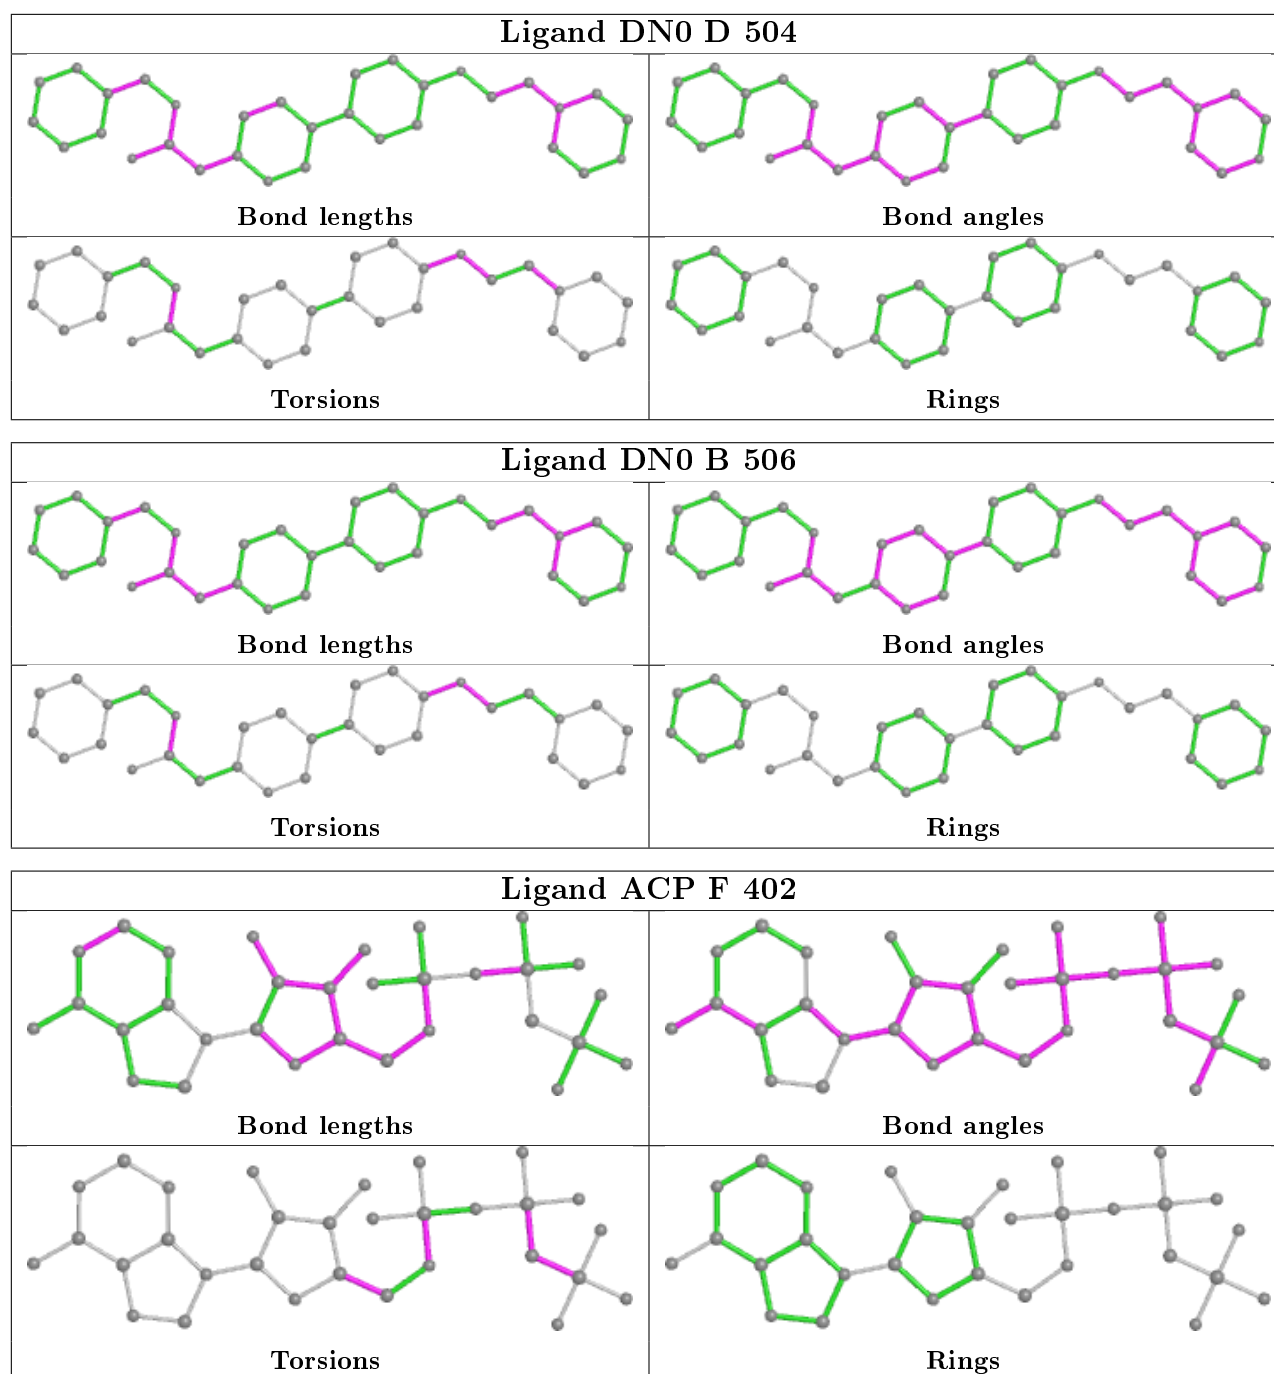 Ligand DN0 D 504
Bond lengths
Bond angles
Torsions
Rings
Ligand DN0 B 506
Bond lengths
Bond angles
Torsions
Rings
Ligand ACP F 402
Bond lengths
Bond angles
Torsions
Rings